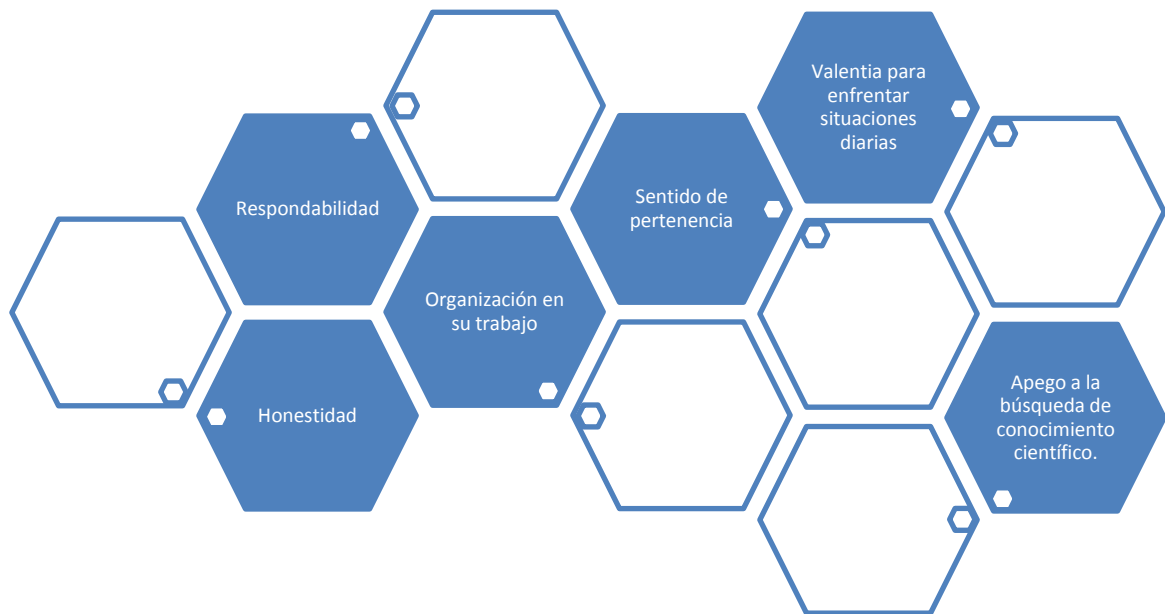 Valentia para
enfrentar
situaciones
diarias
Respondabilidad
Sentido de
pertenencia
Organización en
su trabajo
Honestidad
Apego a la
búsqueda de
conocimiento
científico.